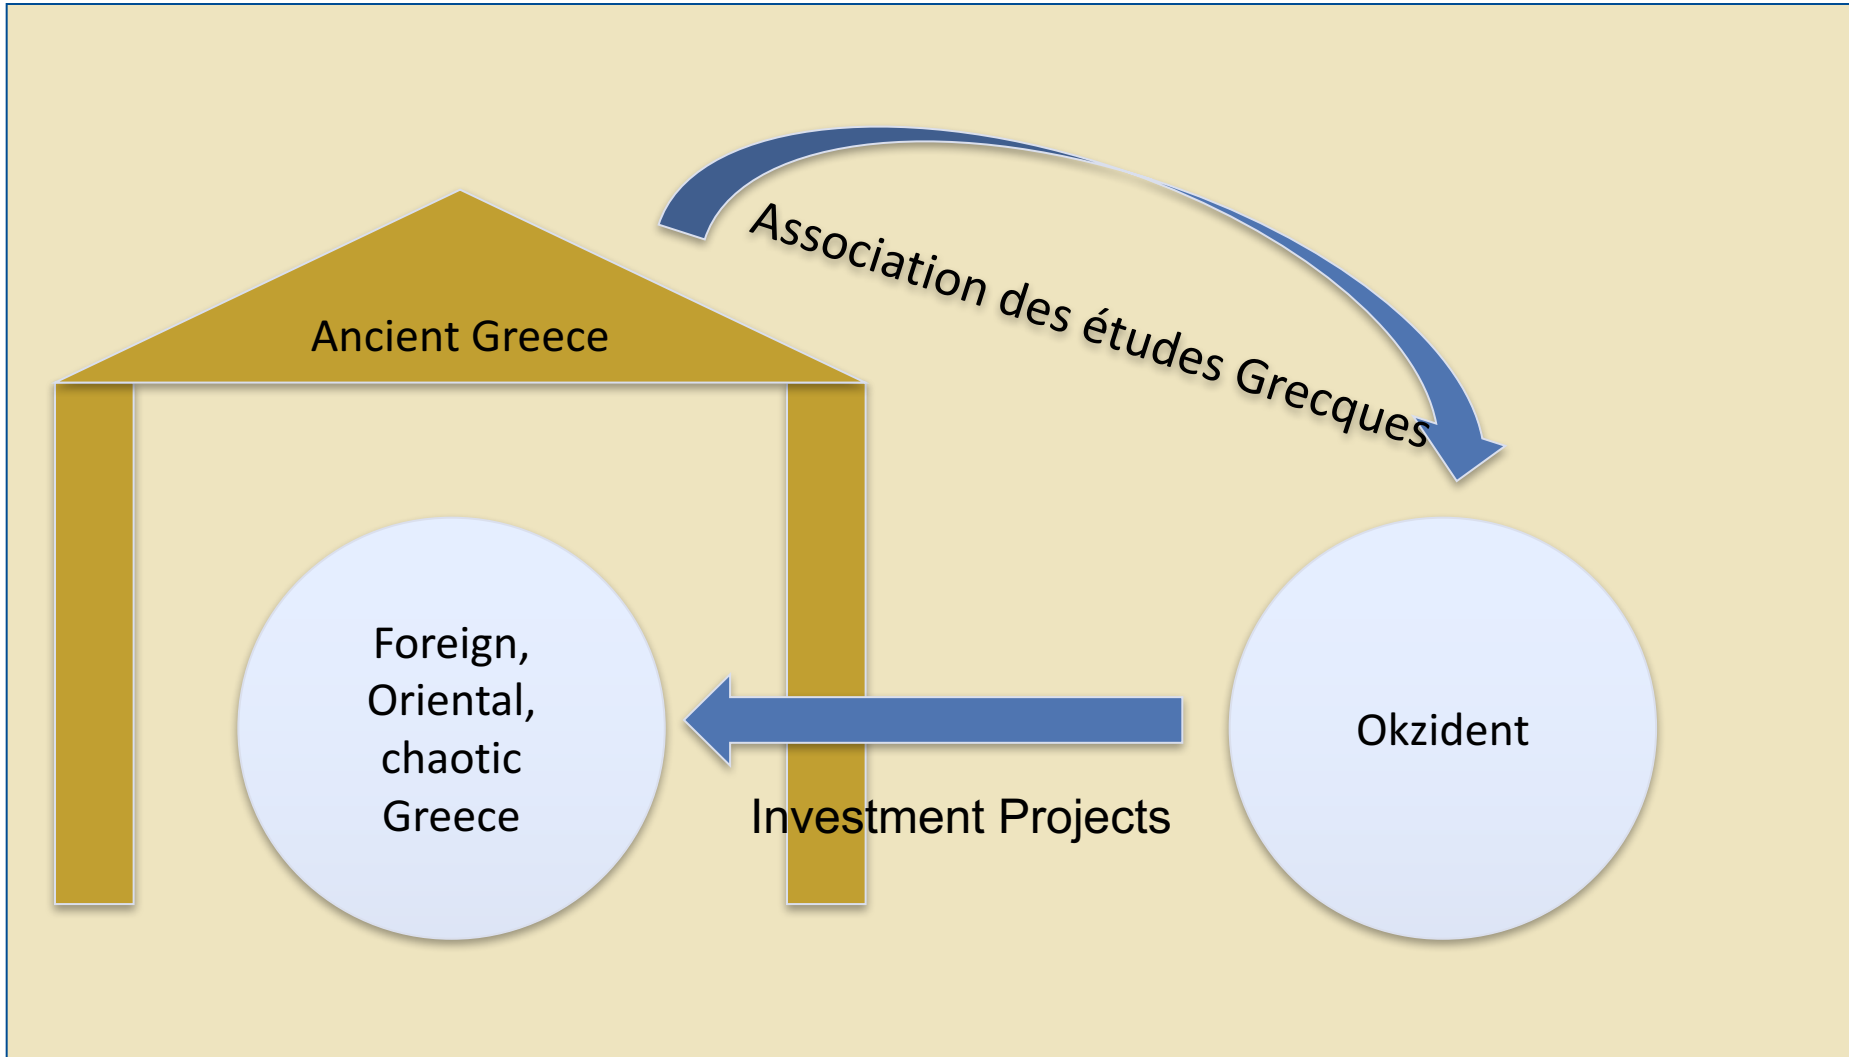 Association des études Grecques
Ancient Greece
Foreign,
Oriental,
chaotic
Greece
Okzident
Investment Projects